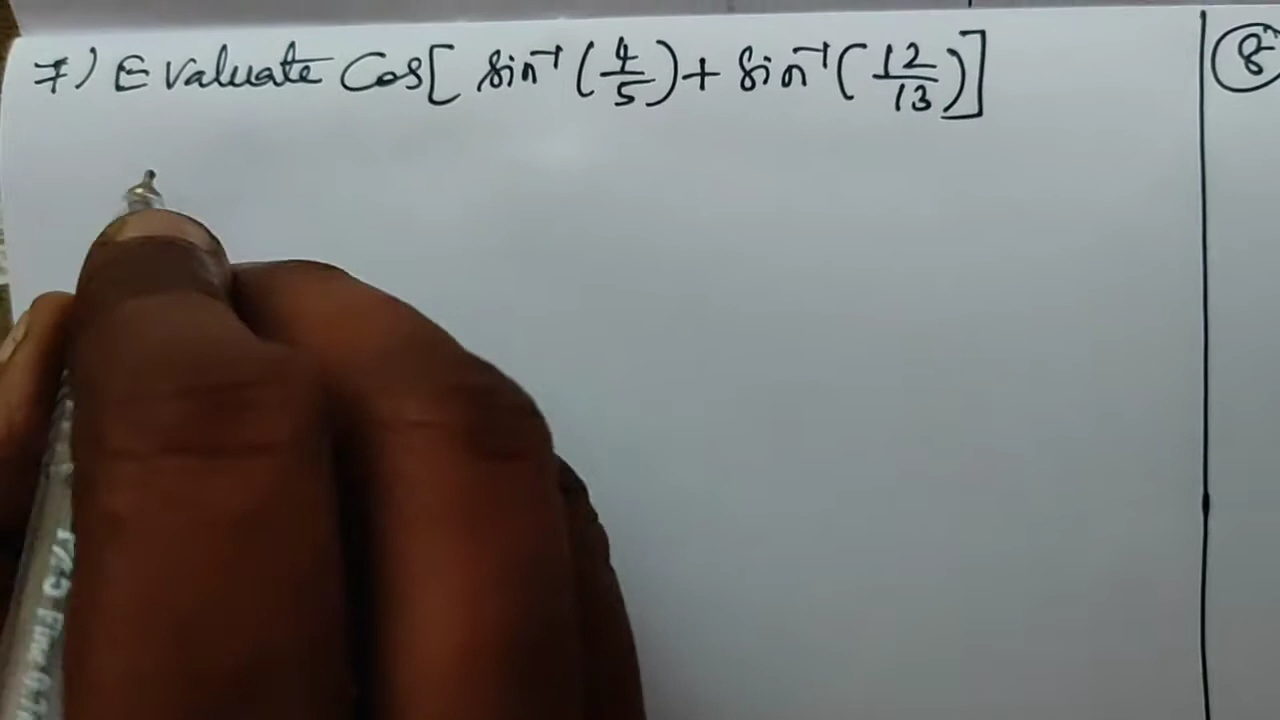 7) Evaluate Cos[ sin⁻¹(4/5) + sin⁻¹(12/13)]
8